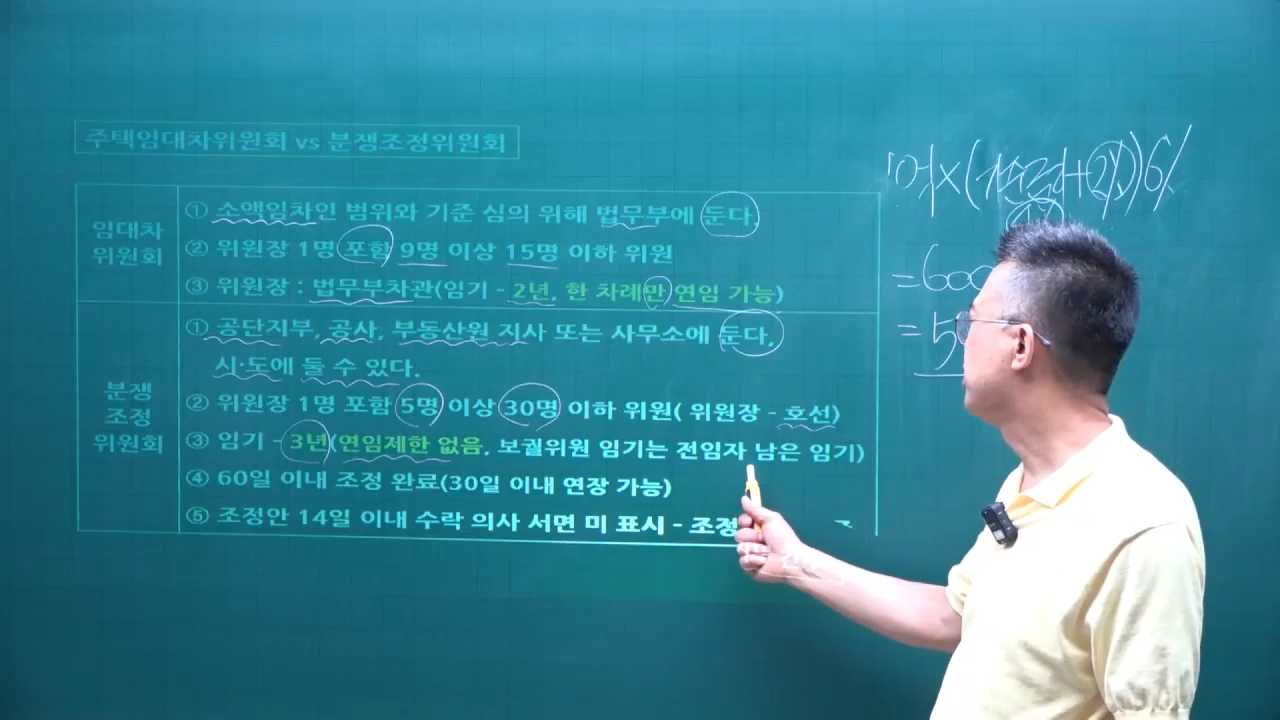 주택임대차위원회 vs 분쟁조정위원회
임대차
위원회
① 소액임차인 범위와 기준 심의 위해 법무부에 둔다.
② 위원장 1명 포함 9명 이상 15명 이하 위원
③ 위원장 : 법무부차관(임기 - 2년, 한 차례만 연임 가능)
분쟁
조정
위원회
① 공단지부, 공사, 부동산원 지사 또는 사무소에 둔다.
시·도에 둘 수 있다.
② 위원장 1명 포함 5명 이상 30명 이하 위원( 위원장 - 호선)
③ 임기 - 3년(연임제한 없음, 보궐위원 임기는 전임자 남은 임기)
④ 60일 이내 조정 완료(30일 이내 연장 가능)
⑤ 조정안 14일 이내 수락 의사 서면 미 표시 - 조정
=600
= 5